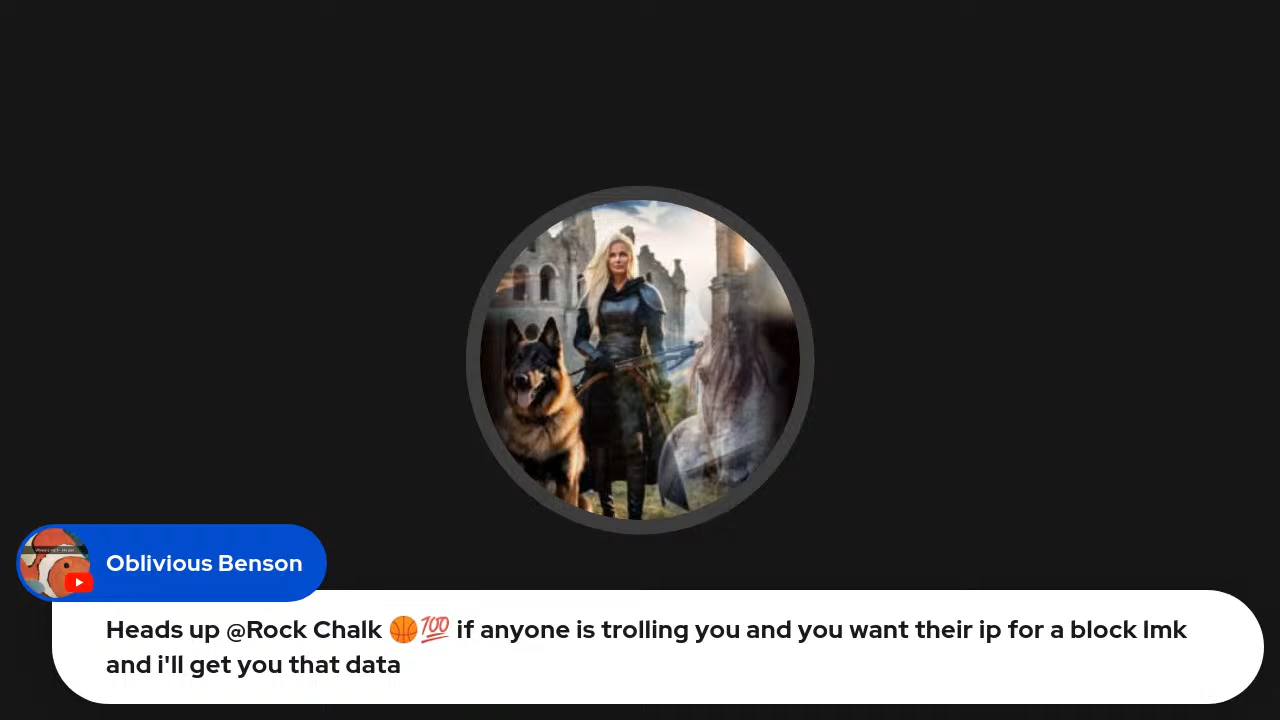 Oblivious Benson
Heads up @Rock Chalk 🏀💯 if anyone is trolling you and you want their ip for a block lmk
and i'll get you that data